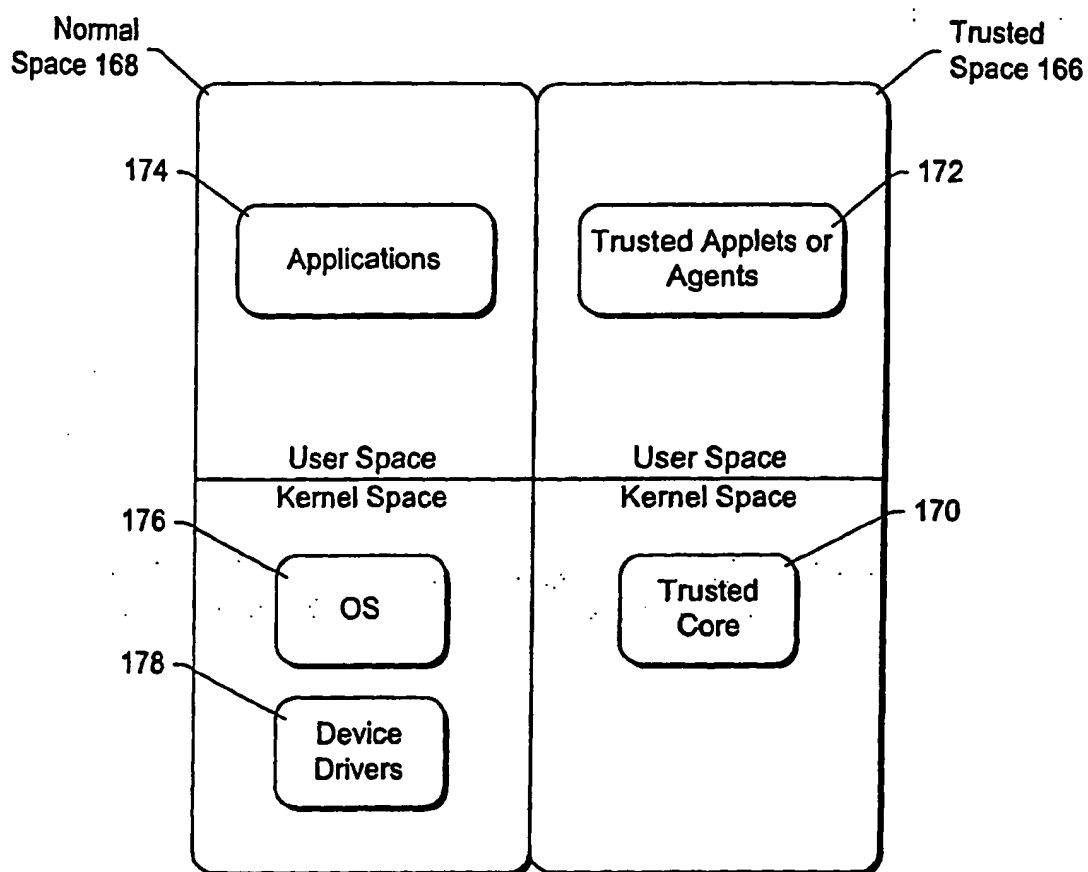 Normal
Space 168
Trusted
Space 166
174
172
Applications
Trusted Applets or
Agents
User Space
User Space
Kernel Space
Kernel Space
176
170
OS
Trusted
Core
178
Device
Drivers